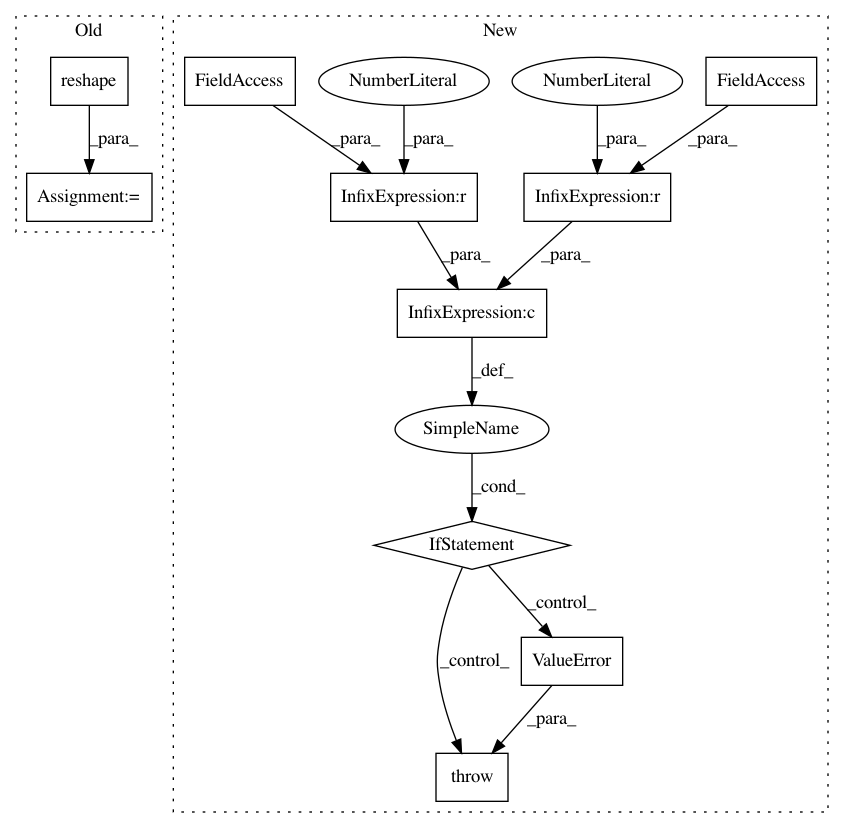 Old
New
reshape
FieldAccess
NumberLiteral
NumberLiteral
FieldAccess
_para_
_para_
_para_
_para_
_para_
Assignment:=
InfixExpression:r
InfixExpression:r
_para_
_para_
InfixExpression:c
_def_
SimpleName
_cond_
IfStatement
_control_
_control_
ValueError
_para_
throw